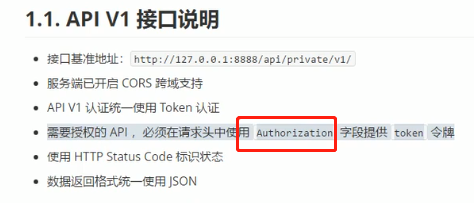 1.1. API V1 接口说明
接口基准地址： http://127.0.0.1:8888/api/private/v1/
服务端已开启 CORS 跨域支持
API V1 认证统一使用 Token 认证
需要授权的 API ，必须在请求头中使用 Authorization 字段提供 token 令牌
使用 HTTP Status Code 标识状态
数据返回格式统一使用 JSON